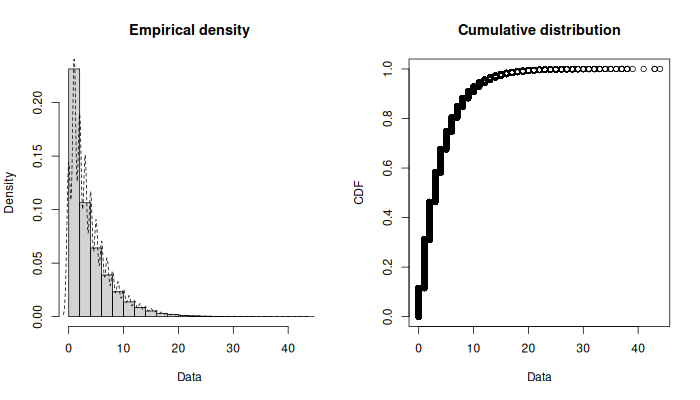 Empirical density
Density
0.00 0.05 0.10 0.15 0.20
0 10 20 30 40
Data
Cumulative distribution
CDF
0.0 0.2 0.4 0.6 0.8 1.0
0 10 20 30 40
Data